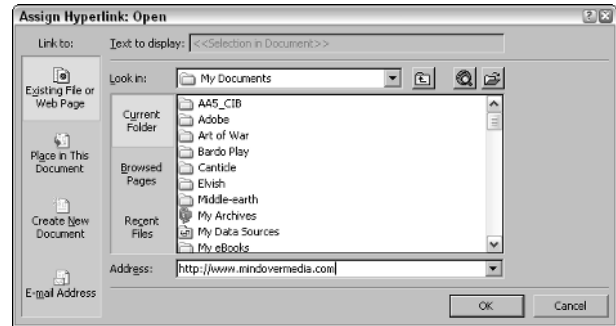 Assign Hyperlink: Open
Link to:
Text to display: <<Selection in Document>>
Existing File or
Web Page
Look in: My Documents
Current
Folder
AA5_CIB
Adobe
Art of War
Bardo Play
Canticle
Elvish
Middle-earth
My Archives
My Data Sources
My eBooks
Place in This
Document
Browsed
Pages
Create New
Document
Recent
Files
E-mail Address
Address: http://www.mindovermedia.com
OK Cancel